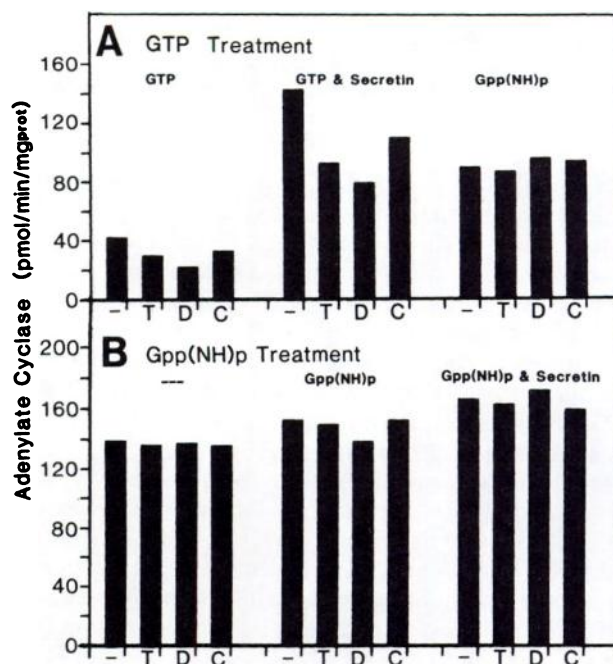 A GTP Treatment
GTP
GTP & Secretin
Gpp(NH)p
160
120
80
40
0
- T D C - T D C - T D C
Adenylate Cyclase (pmol/min/mgprot)
B Gpp(NH)p Treatment
---
Gpp(NH)p
Gpp(NH)p & Secretin
200
160
120
80
40
0
- T D C - T D C - T D C